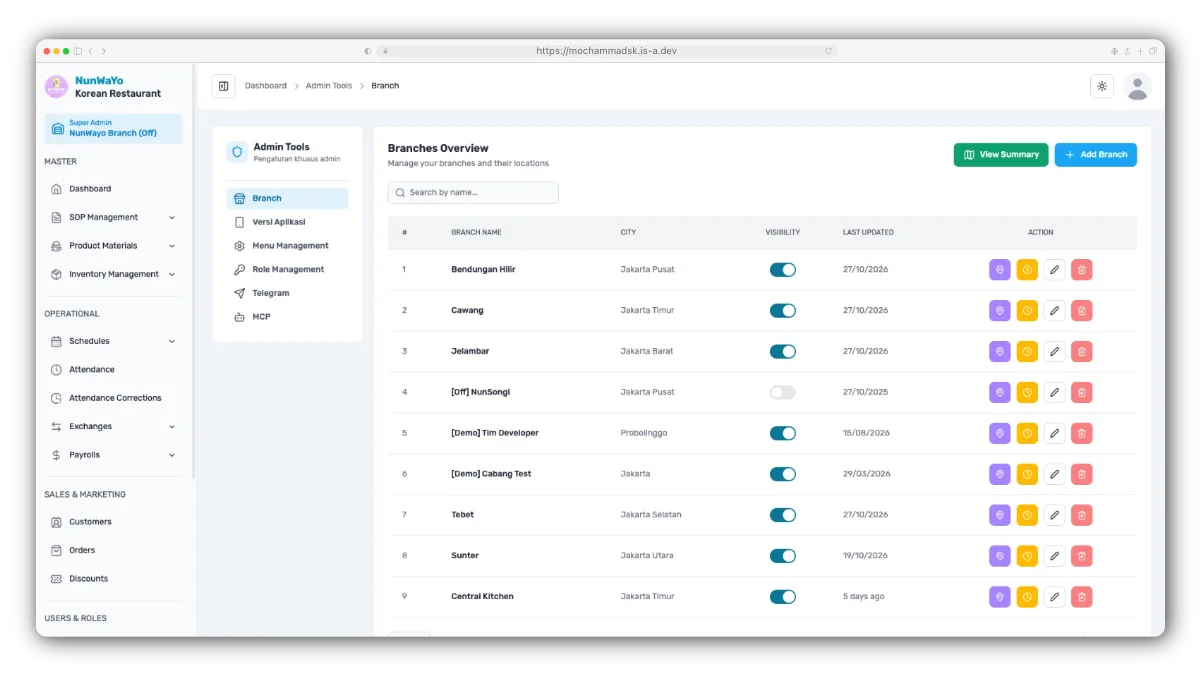 https://mochammadsk.is-a.dev
NunWaYo
Korean Restaurant
Super Admin
NunWayo Branch (Off)
MASTER
Dashboard
SOP Management
Product Materials
Inventory Management
OPERATIONAL
Schedules
Attendance
Attendance Corrections
Exchanges
Payrolls
SALES & MARKETING
Customers
Orders
Discounts
USERS & ROLES
Dashboard > Admin Tools > Branch
Admin Tools
Pengaturan khusus admin
Branch
Versi Aplikasi
Menu Management
Role Management
Telegram
MCP
Branches Overview
Manage your branches and their locations
View Summary
+ Add Branch
Search by name...
# BRANCH NAME CITY VISIBILITY LAST UPDATED ACTION
1 Bendungan Hilir Jakarta Pusat 27/10/2026
2 Cawang Jakarta Timur 27/10/2026
3 Jelambar Jakarta Barat 27/10/2026
4 [Off] NunSongi Jakarta Pusat 27/10/2025
5 [Demo] Tim Developer Probolinggo 15/08/2026
6 [Demo] Cabang Test Jakarta 29/03/2026
7 Tebet Jakarta Selatan 27/10/2026
8 Sunter Jakarta Utara 19/10/2026
9 Central Kitchen Jakarta Timur 5 days ago